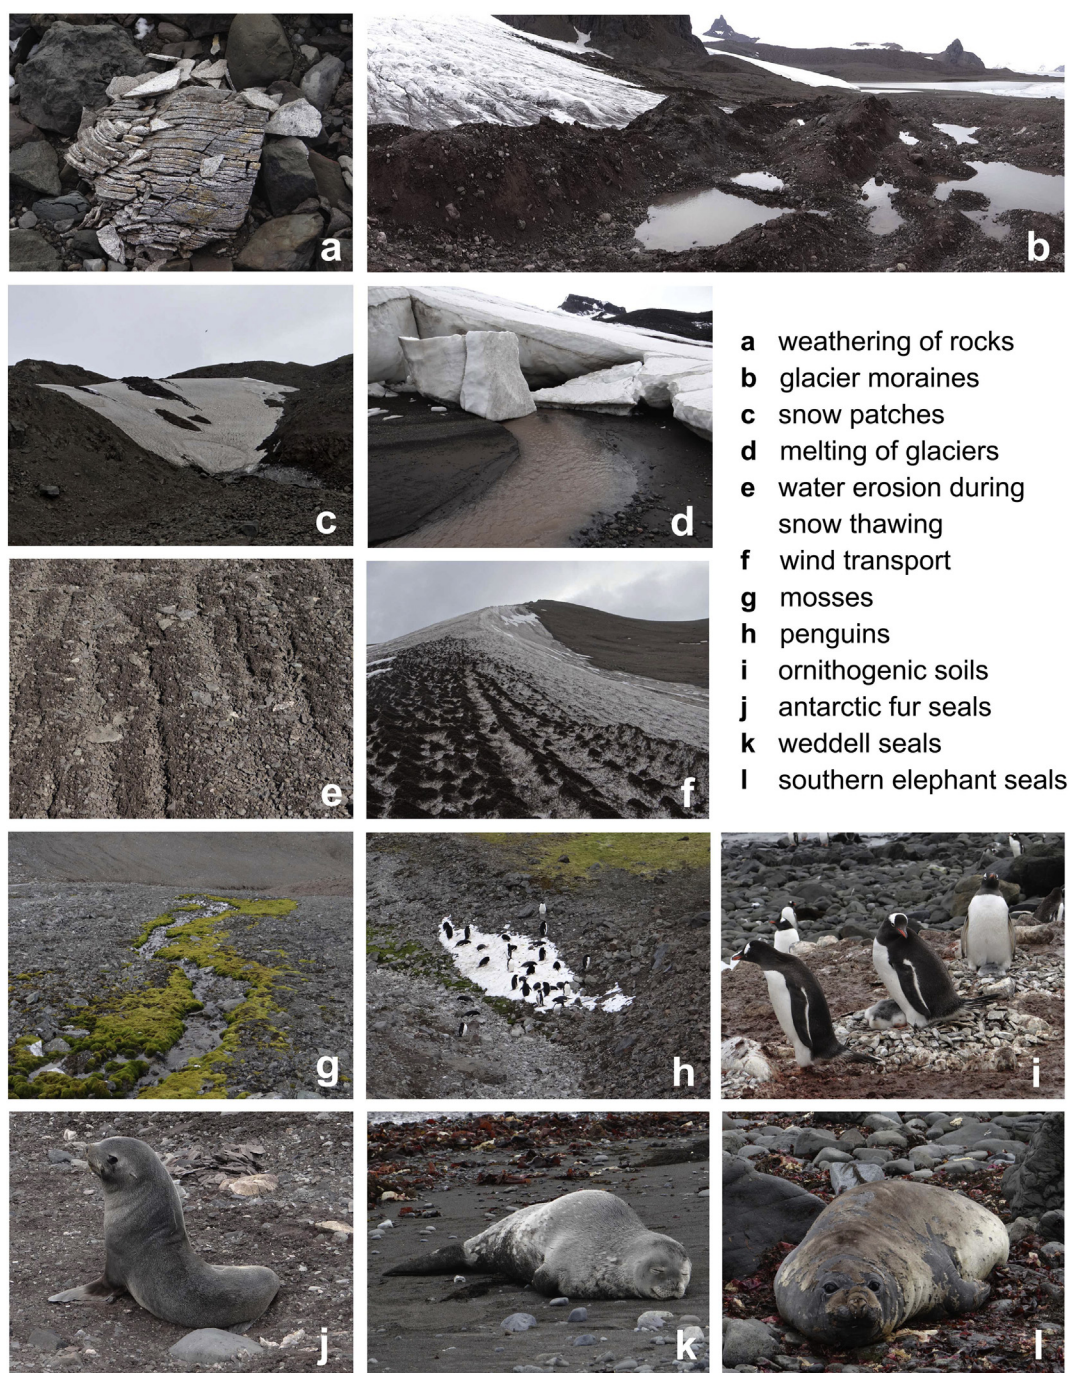 a
b
c
d
a weathering of rocks
b glacier moraines
c snow patches
d melting of glaciers
e water erosion during
snow thawing
f wind transport
g mosses
h penguins
i ornithogenic soils
j antarctic fur seals
k weddell seals
l southern elephant seals
e
f
g
h
i
j
k
l